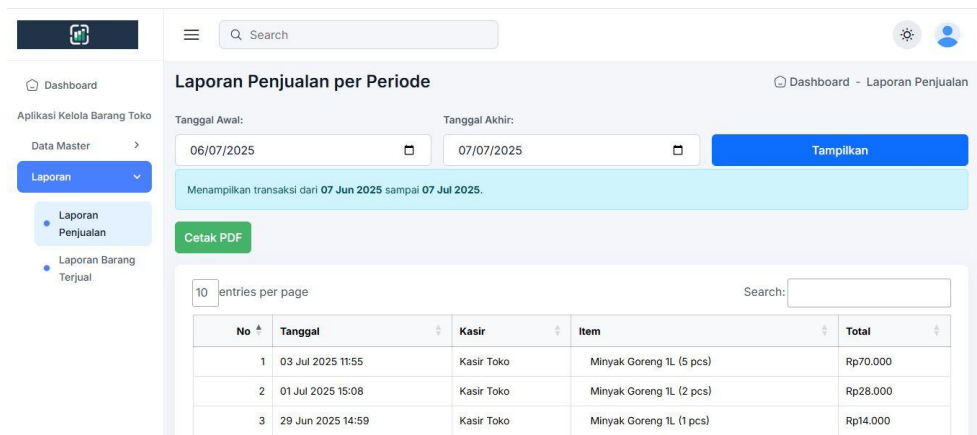 Search
Dashboard
Aplikasi Kelola Barang Toko
Data Master
Laporan
Laporan
Penjualan
Laporan Barang
Terjual
Laporan Penjualan per Periode
Dashboard - Laporan Penjualan
Tanggal Awal:
Tanggal Akhir:
06/07/2025
07/07/2025
Tampilkan
Menampilkan transaksi dari 07 Jun 2025 sampai 07 Jul 2025.
Cetak PDF
10 entries per page
Search:
No Tanggal Kasir Item Total
1 03 Jul 2025 11:55 Kasir Toko Minyak Goreng 1L (5 pcs) Rp70.000
2 01 Jul 2025 15:08 Kasir Toko Minyak Goreng 1L (2 pcs) Rp28.000
3 29 Jun 2025 14:59 Kasir Toko Minyak Goreng 1L (1 pcs) Rp14.000